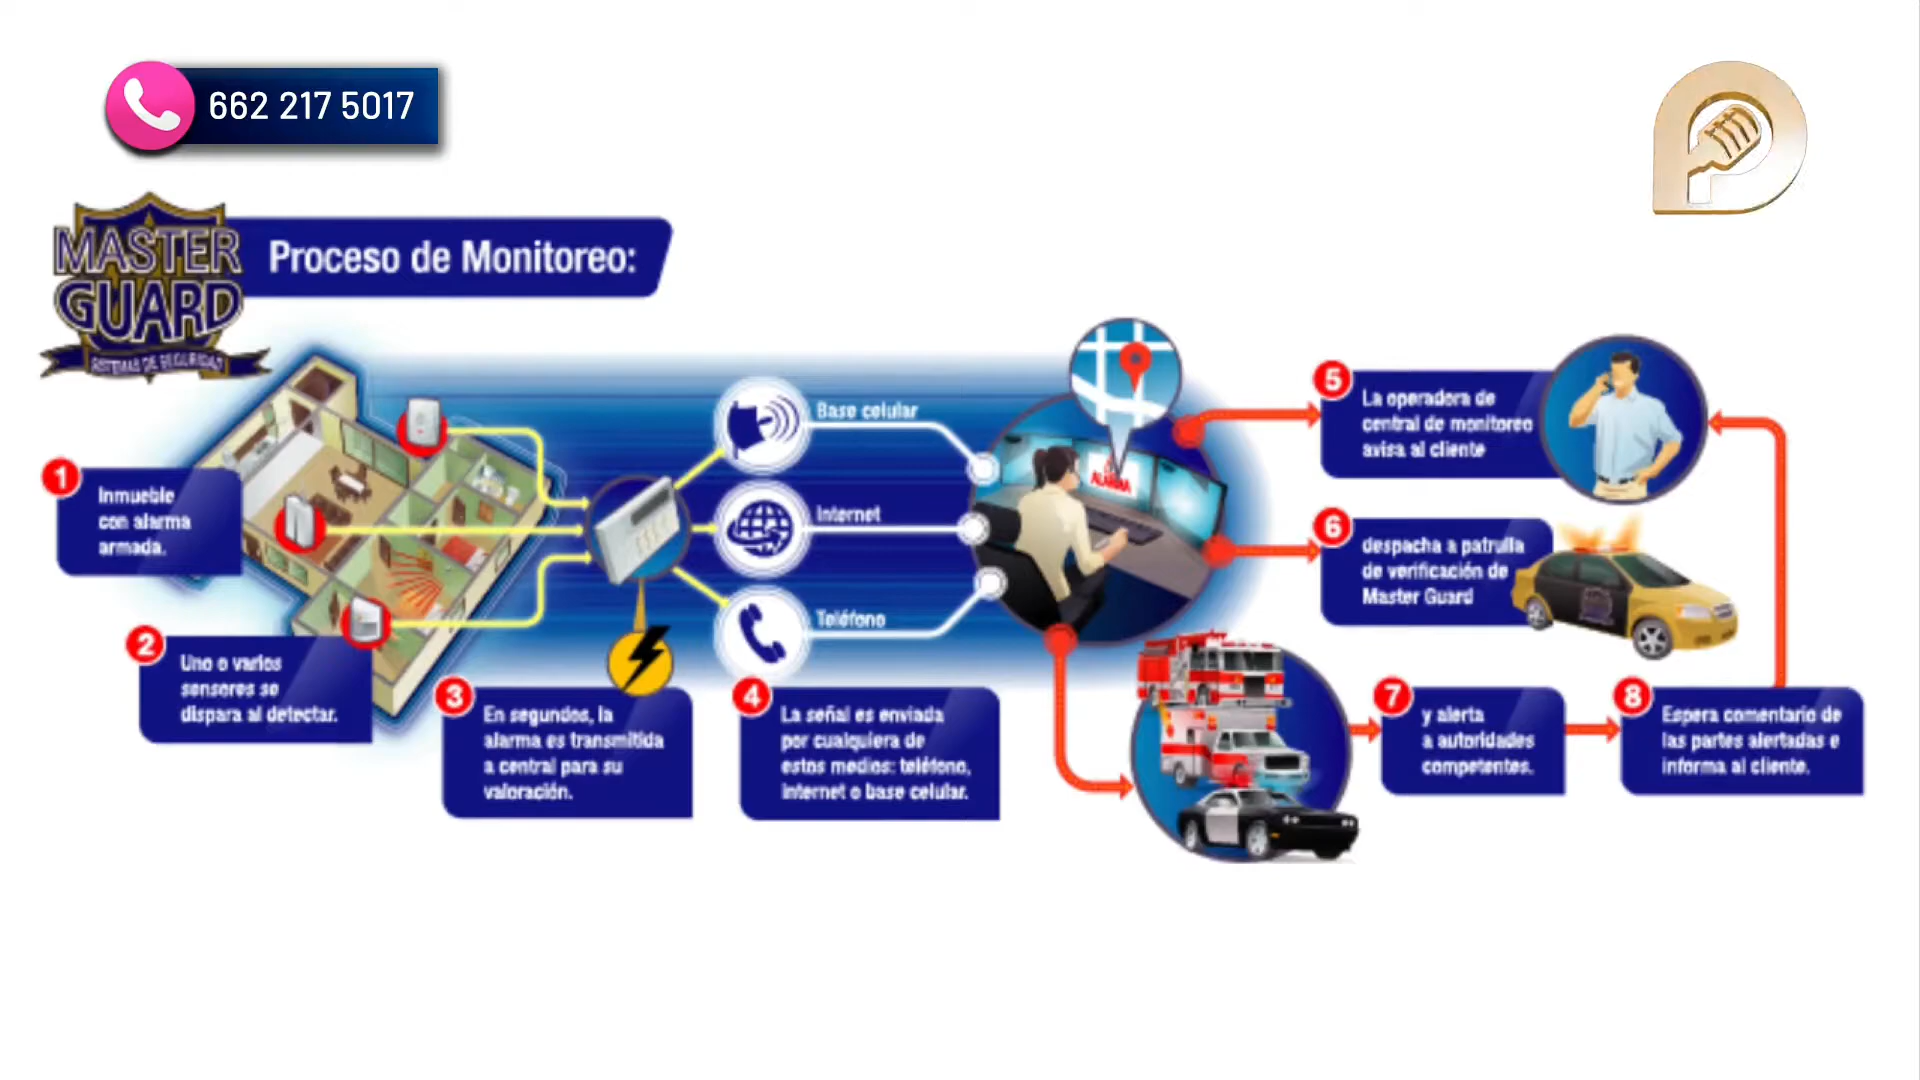 662 217 5017
MASTER
GUARD
SISTEMAS DE SEGURIDAD
Proceso de Monitoreo:
1
Inmueble
con alarma
armada.
2
Uno o varios
sensores se
dispara al detectar.
3
En segundos, la
alarma es transmitida
a central para su
valoración.
Base celular
Internet
Teléfono
4
La señal es enviada
por cualquiera de
estos medios: teléfono,
internet o base celular.
ALARMA
5
La operadora de
central de monitoreo
avisa al cliente
6
despacha a patrulla
de verificación de
Master Guard
7
y alerta
a autoridades
competentes.
8
Espera comentario de
las partes alertadas e
informa al cliente.